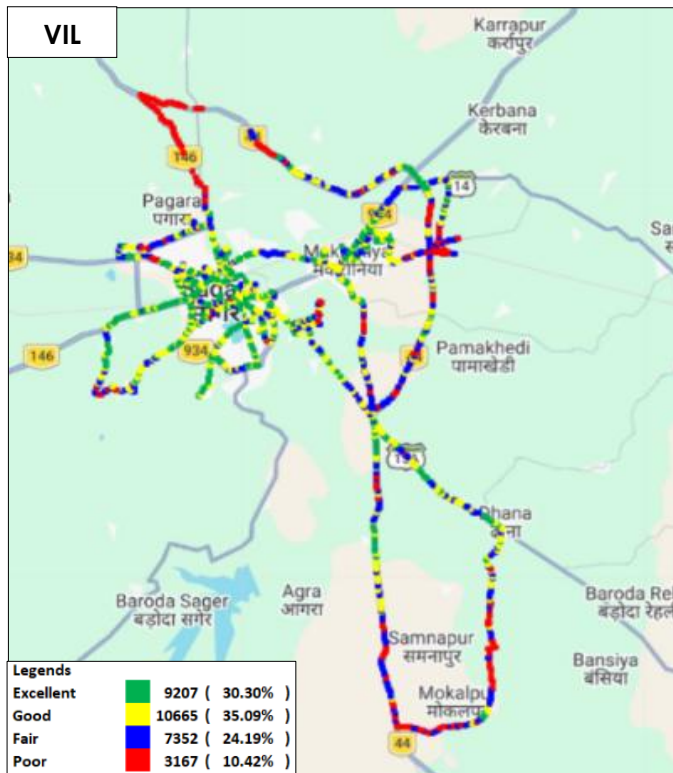 VIL
Karrapur
कर्रापुर
Kerbana
केरबना
146
14
Pagara
पगारा
934
146
934
Pamakhedi
पामाखेडी
Dhana
Baroda Sager
बड़ोदा सगेर
Agra
आगरा
Samnapur
समनापुर
Bansiya
बंसिया
44
Legends
Excellent 9207 ( 30.30% )
Good 10665 ( 35.09% )
Fair 7352 ( 24.19% )
Poor 3167 ( 10.42% )